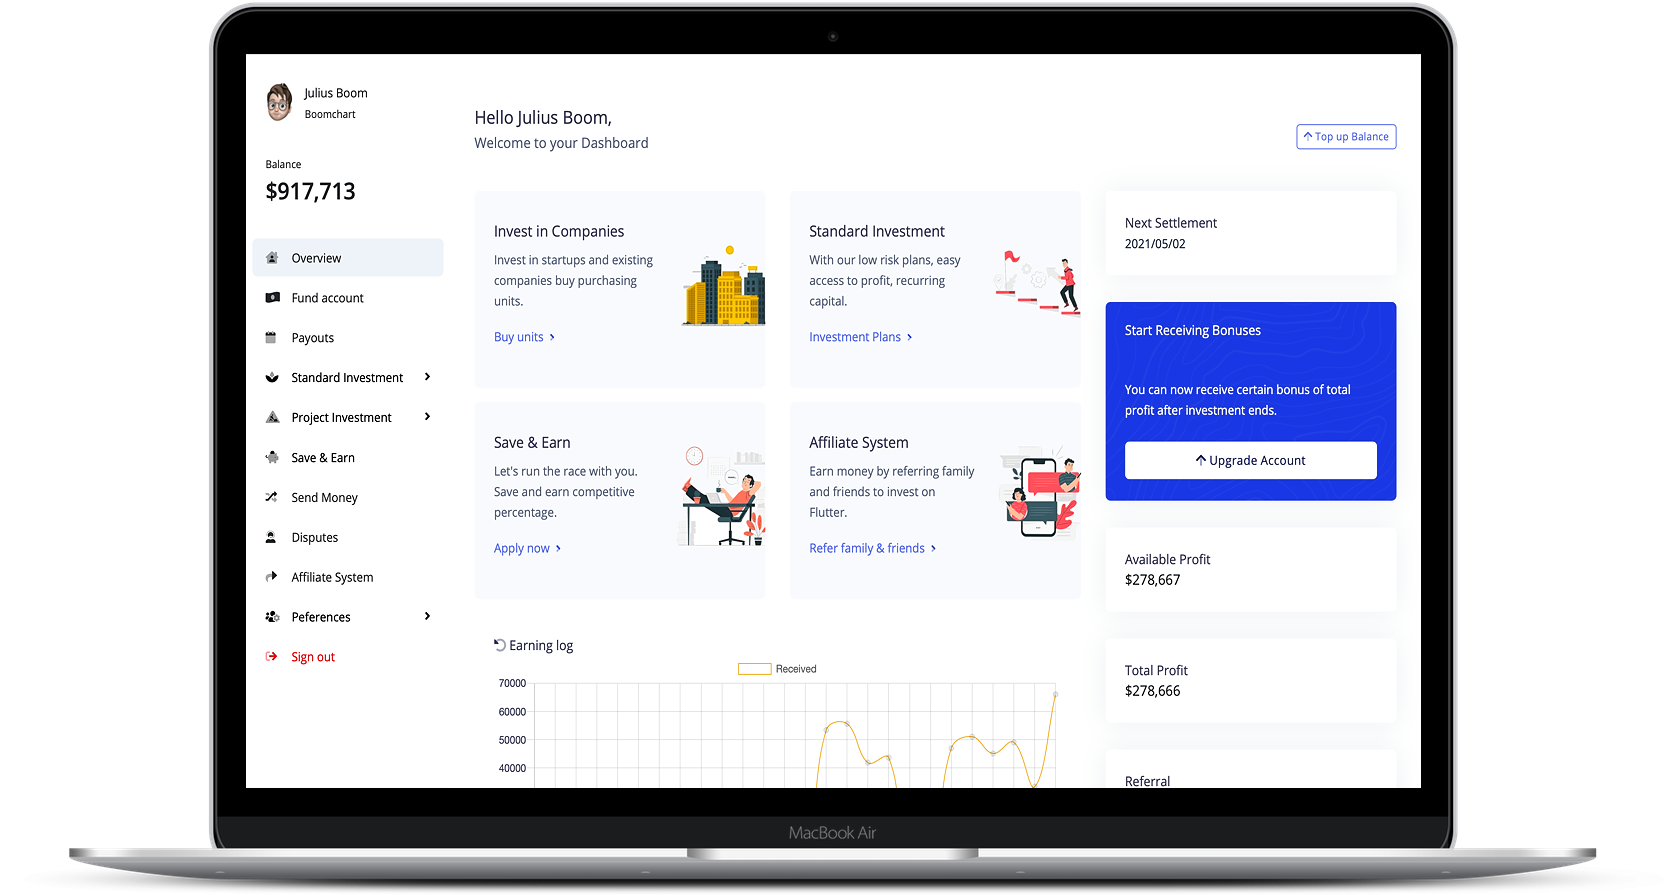 Julius Boom
Boomchart
Balance
$917,713
Overview
Fund account
Payouts
Standard Investment
Project Investment
Save & Earn
Send Money
Disputes
Affiliate System
Peferences
Sign out
Hello Julius Boom,
Welcome to your Dashboard
Top up Balance
Invest in Companies
Invest in startups and existing
companies buy purchasing
units.
Buy units
Standard Investment
With our low risk plans, easy
access to profit, recurring
capital.
Investment Plans
Save & Earn
Let's run the race with you.
Save and earn competitive
percentage.
Apply now
Affiliate System
Earn money by referring family
and friends to invest on
Flutter.
Refer family & friends
Earning log
Received
70000
60000
50000
40000
Next Settlement
2021/05/02
Start Receiving Bonuses
You can now receive certain bonus of total
profit after investment ends.
Upgrade Account
Available Profit
$278,667
Total Profit
$278,666
Referral
MacBook Air